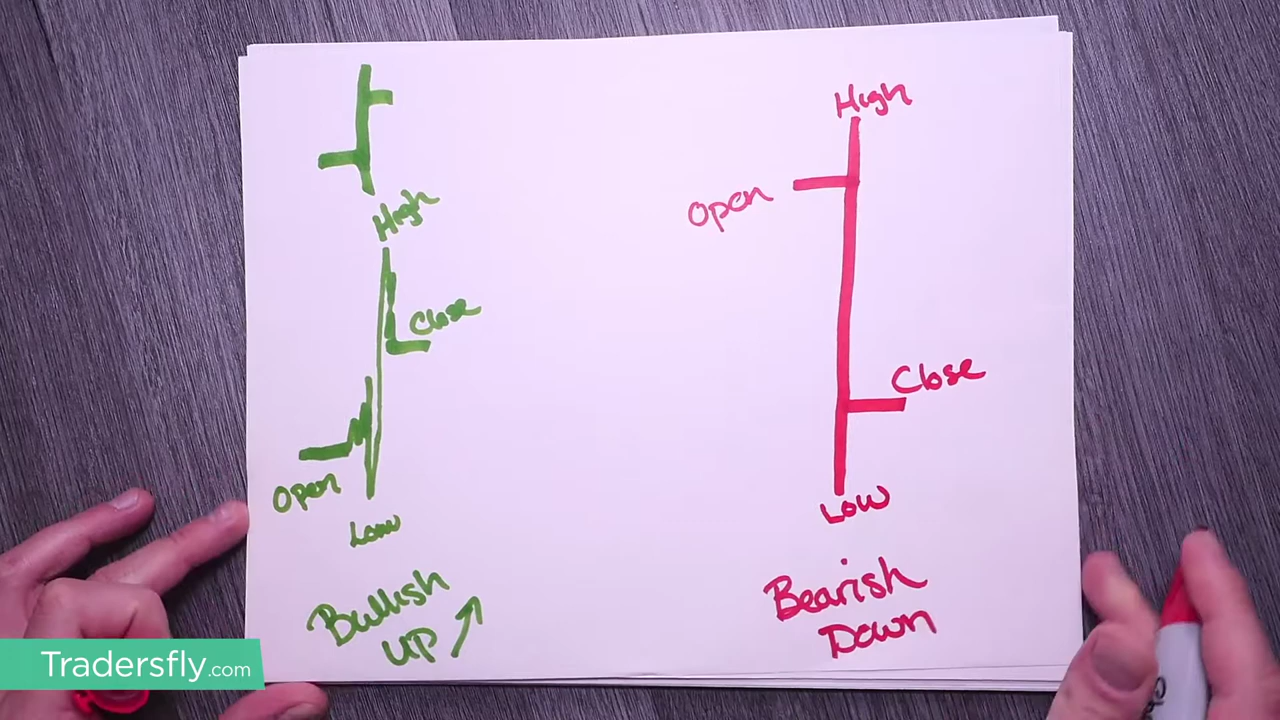 High
Close
Open
Low
Bullish
UP
High
Open
Close
Low
Bearish
Down
Tradersfly.com